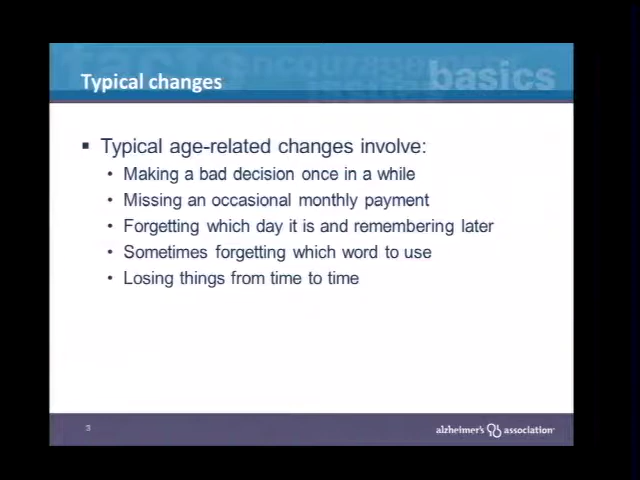 Typical changes
basics
▪ Typical age-related changes involve:
• Making a bad decision once in a while
• Missing an occasional monthly payment
• Forgetting which day it is and remembering later
• Sometimes forgetting which word to use
• Losing things from time to time
3
alzheimer's association